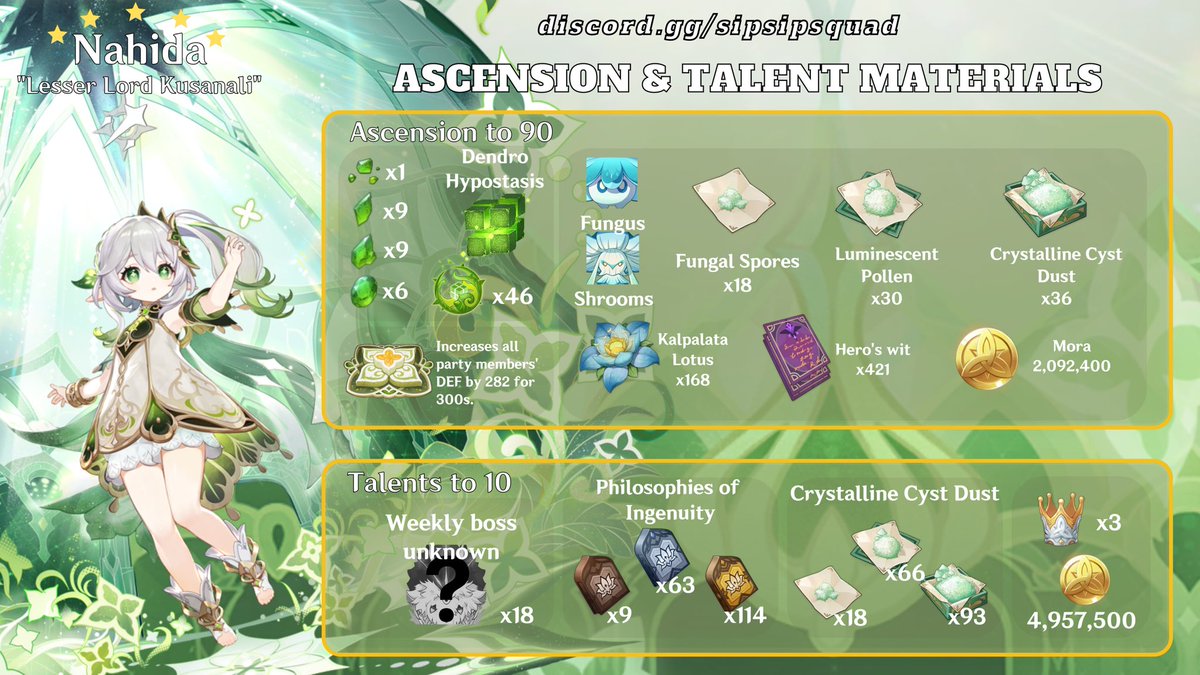 Nahida
"Lesser Lord Kusanali"
discord.gg/sipsipsquad
ASCENSION & TALENT MATERIALS
Ascension to 90
x1
x9
x9
x6
Dendro
Hypostasis
x46
Increases all
party members'
DEF by 282 for
300s.
Fungus
Shrooms
Fungal Spores
x18
Luminescent
Pollen
x30
Crystalline Cyst
Dust
x36
Kalpalata
Lotus
x168
Hero's wit
x421
Mora
2,092,400
Talents to 10
Weekly boss
unknown
?
x18
Philosophies of
Ingenuity
x9
x63
x114
Crystalline Cyst Dust
x18
x66
x93
x3
4,957,500